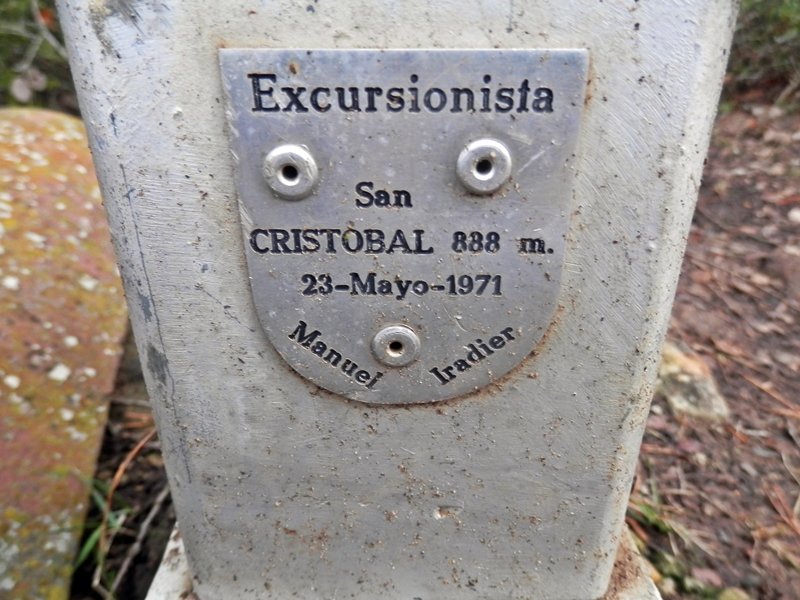 Excursionista
San
CRISTOBAL 888 m.
23-Mayo-1971
Manuel Iradier